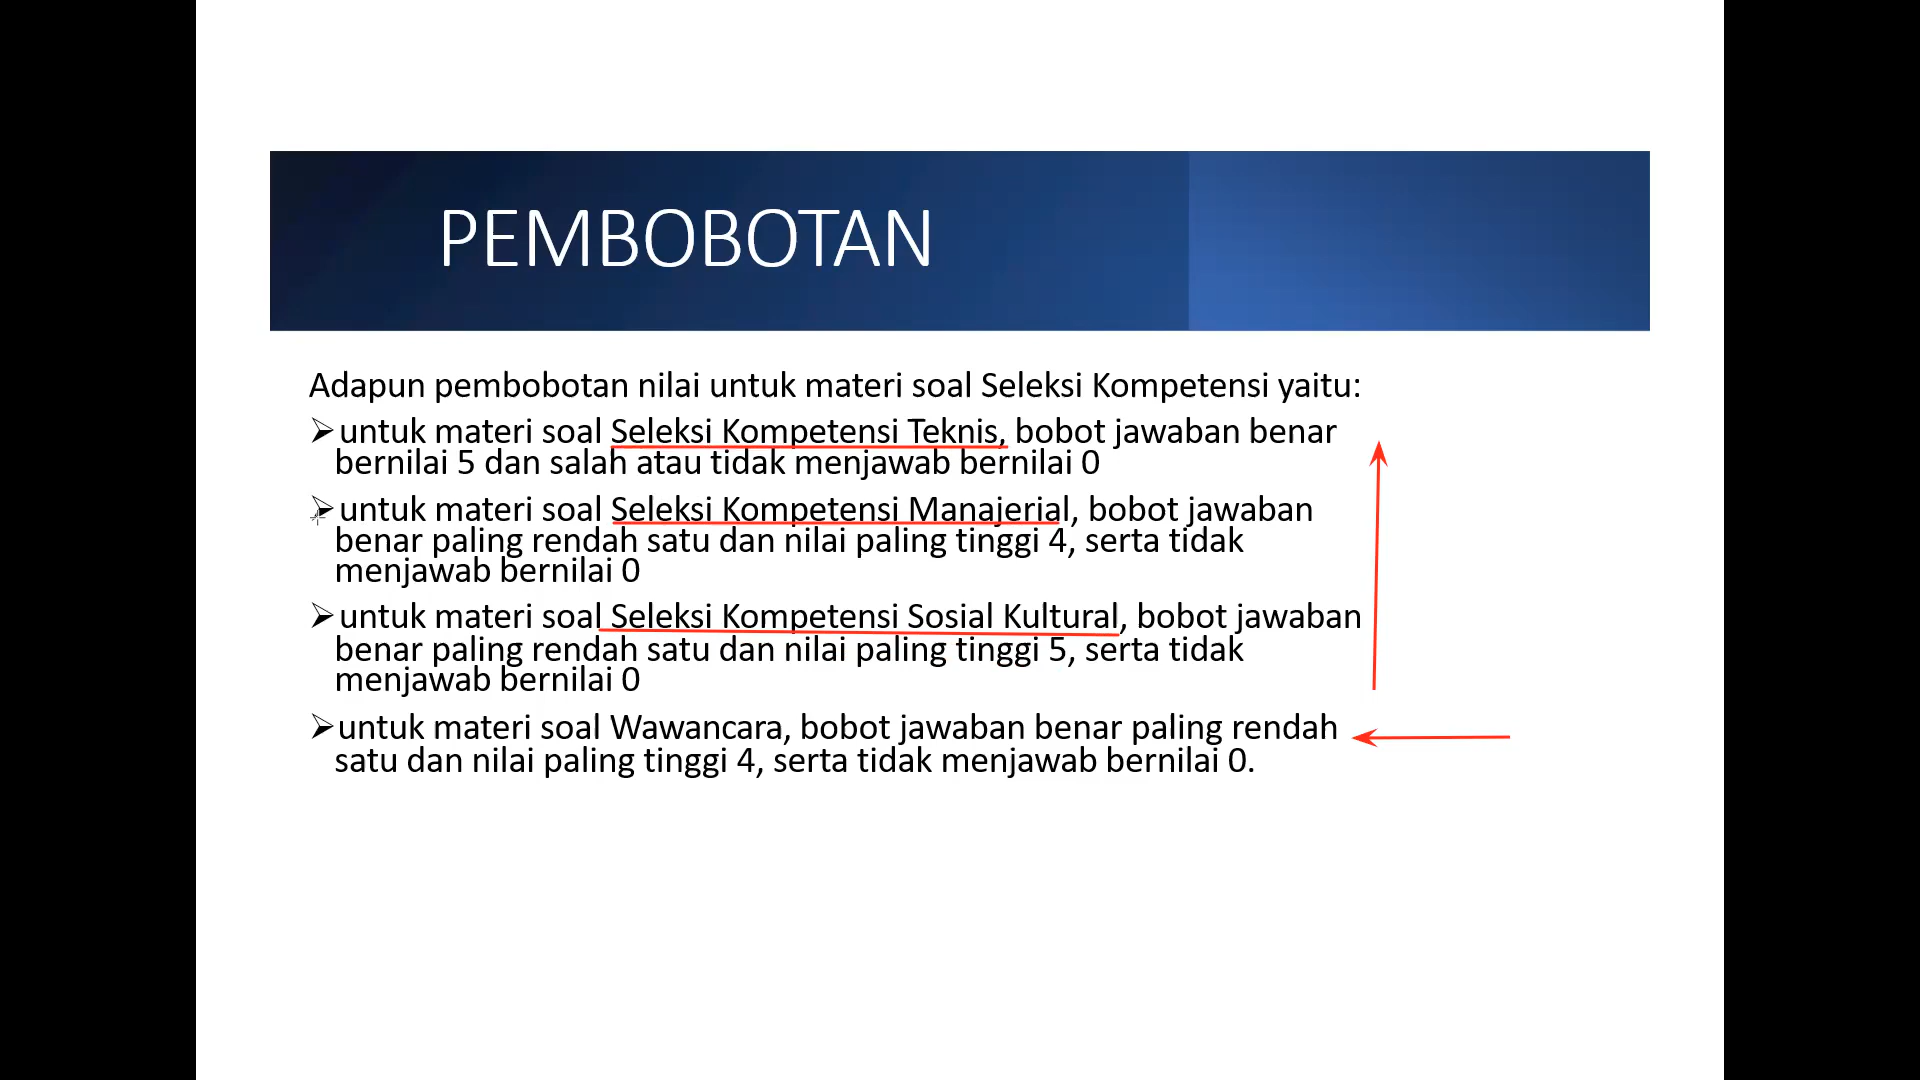 PEMBOBOTAN
Adapun pembobotan nilai untuk materi soal Seleksi Kompetensi yaitu:
➢untuk materi soal Seleksi Kompetensi Teknis, bobot jawaban benar
bernilai 5 dan salah atau tidak menjawab bernilai 0
➢untuk materi soal Seleksi Kompetensi Manajerial, bobot jawaban
benar paling rendah satu dan nilai paling tinggi 4, serta tidak
menjawab bernilai 0
➢untuk materi soal Seleksi Kompetensi Sosial Kultural, bobot jawaban
benar paling rendah satu dan nilai paling tinggi 5, serta tidak
menjawab bernilai 0
➢untuk materi soal Wawancara, bobot jawaban benar paling rendah
satu dan nilai paling tinggi 4, serta tidak menjawab bernilai 0.